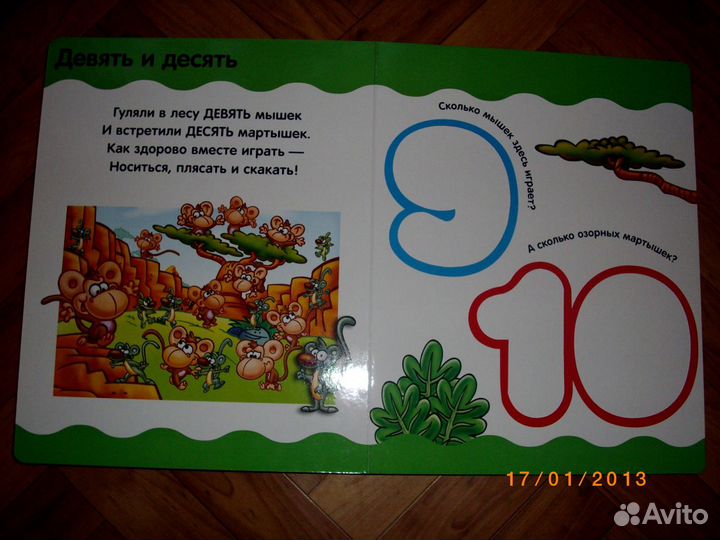 Девять и десять
Гуляли в лесу ДЕВЯТЬ мышек
И встретили ДЕСЯТЬ мартышек.
Как здорово вместе играть —
Носиться, плясать и скакать!
Сколько мышек здесь играет?
9
А сколько озорных мартышек?
10
17/01/2013
Avito